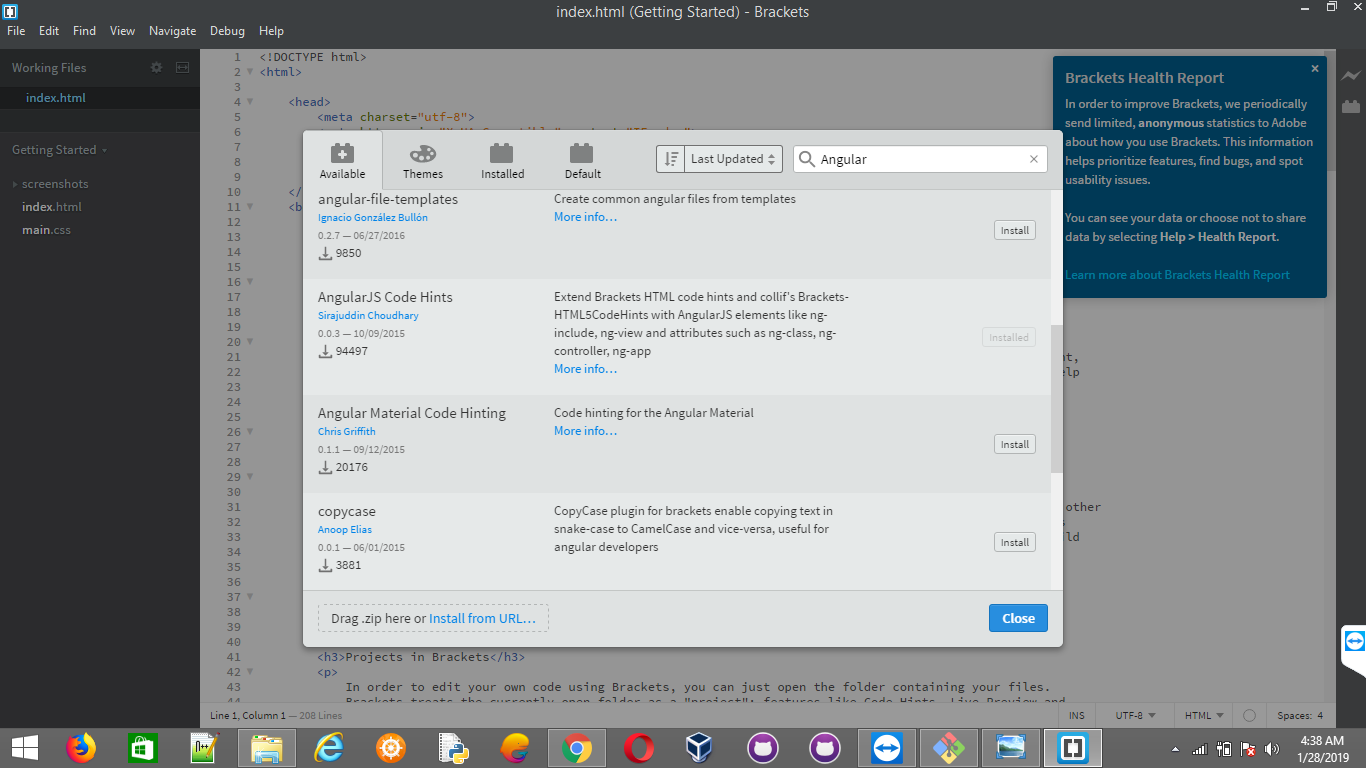 index.html (Getting Started) - Brackets
File Edit Find View Navigate Debug Help
Working Files
index.html
Getting Started
screenshots
index.html
main.css
1 <!DOCTYPE html>
2 <html>
3
4 <head>
5 <meta charset="utf-8">
6
7
8
9
10 </
11 <b
12
13
14
15
16
17
18
19
20
21 nt,
22 elp
23
24
25
26
27
28
29
30
31 other
32 s
33 ld
34
35
36
37
38
39
40
41 <h3>Projects in Brackets</h3>
42 <p>
43 In order to edit your own code using Brackets, you can just open the folder containing your files.
44 Brackets treats the currently open folder as a "project"; features like Code Hints, Live Preview and
Brackets Health Report
×
In order to improve Brackets, we periodically
send limited, anonymous statistics to Adobe
about how you use Brackets. This information
helps prioritize features, find bugs, and spot
usability issues.
You can see your data or choose not to share
data by selecting Help > Health Report.
Learn more about Brackets Health Report
Available Themes Installed Default
Last Updated
Angular
×
angular-file-templates
Ignacio González Bullón
0.2.7 — 06/27/2016
9850
Create common angular files from templates
More info…
Install
AngularJS Code Hints
Sirajuddin Choudhary
0.0.3 — 10/09/2015
94497
Extend Brackets HTML code hints and collif's Brackets-
HTML5CodeHints with AngularJS elements like ng-
include, ng-view and attributes such as ng-class, ng-
controller, ng-app
More info…
Installed
Angular Material Code Hinting
Chris Griffith
0.1.1 — 09/12/2015
20176
Code hinting for the Angular Material
More info…
Install
copycase
Anoop Elias
0.0.1 — 06/01/2015
3881
CopyCase plugin for brackets enable copying text in
snake-case to CamelCase and vice-versa, useful for
angular developers
Install
Drag .zip here or Install from URL…
Close
Line 1, Column 1 — 208 Lines
INS UTF-8 HTML Spaces: 4
4:38 AM
1/28/2019